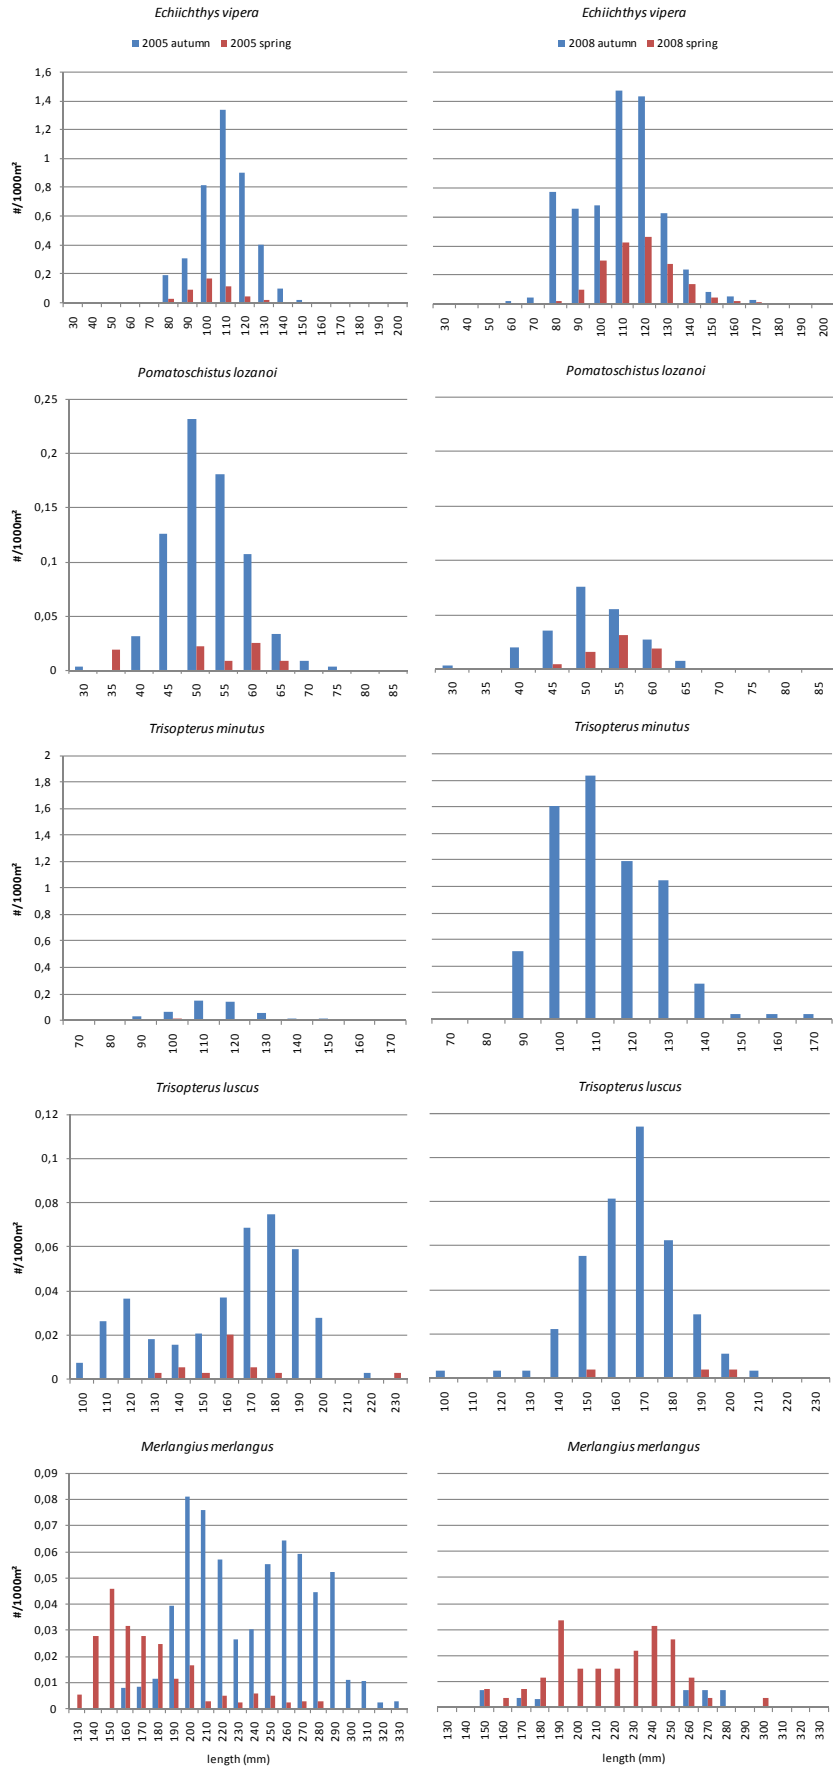 Echiichthys vipera
2005 autumn 2005 spring
1,6
1,4
1,2
1
0,8
0,6
0,4
0,2
0
#/1000m²
30 40 50 60 70 80 90 100 110 120 130 140 150 160 170 180 190 200
Echiichthys vipera
2008 autumn 2008 spring
30 40 50 60 70 80 90 100 110 120 130 140 150 160 170 180 190 200
Pomatoschistus lozanoi
0,25
0,2
0,15
0,1
0,05
0
30 35 40 45 50 55 60 65 70 75 80 85
Pomatoschistus lozanoi
30 35 40 45 50 55 60 65 70 75 80 85
Trisopterus minutus
2
1,8
1,6
1,4
1,2
1
0,8
0,6
0,4
0,2
0
#/1000m²
70 80 90 100 110 120 130 140 150 160 170
Trisopterus minutus
70 80 90 100 110 120 130 140 150 160 170
Trisopterus luscus
0,12
0,1
0,08
0,06
0,04
0,02
0
#/1000m²
100 110 120 130 140 150 160 170 180 190 200 210 220 230
Trisopterus luscus
100 110 120 130 140 150 160 170 180 190 200 210 220 230
Merlangius merlangus
0,09
0,08
0,07
0,06
0,05
0,04
0,03
0,02
0,01
0
#/1000m²
130 140 150 160 170 180 190 200 210 220 230 240 250 260 270 280 290 300 310 320 330
length (mm)
Merlangius merlangus
130 140 150 160 170 180 190 200 210 220 230 240 250 260 270 280 290 300 310 320 330
length (mm)